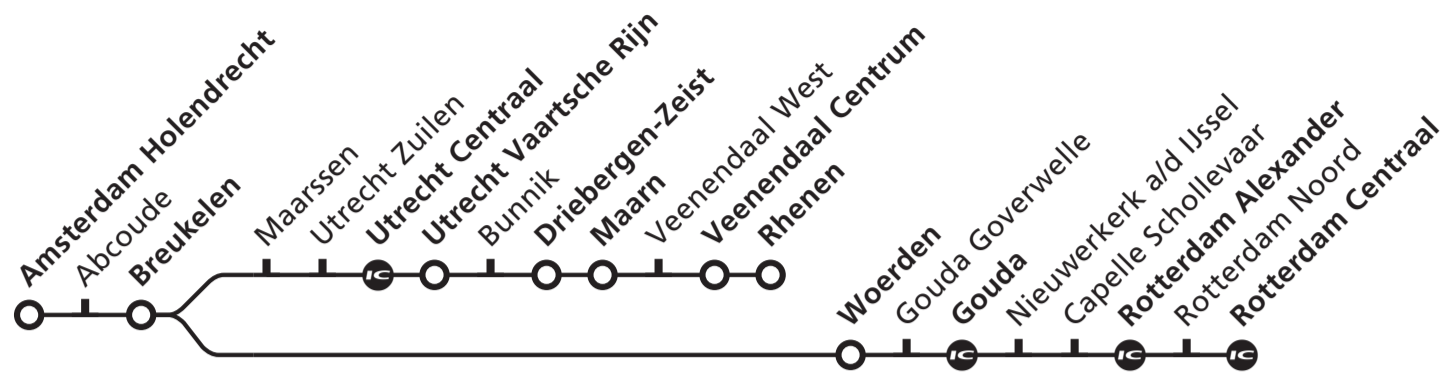 Amsterdam Holendrecht
Abcoude
Breukelen
Maarssen
Utrecht Zuilen
Utrecht Centraal
Utrecht Vaartsche Rijn
Bunnik
Driebergen-Zeist
Maarn
Veenendaal West
Veenendaal Centrum
Rhenen
IC
Woerden
Gouda Goverwelle
Gouda
Nieuwerkerk a/d IJssel
Capelle Schollevaar
Rotterdam Alexander
Rotterdam Noord
Rotterdam Centraal
IC
IC
IC